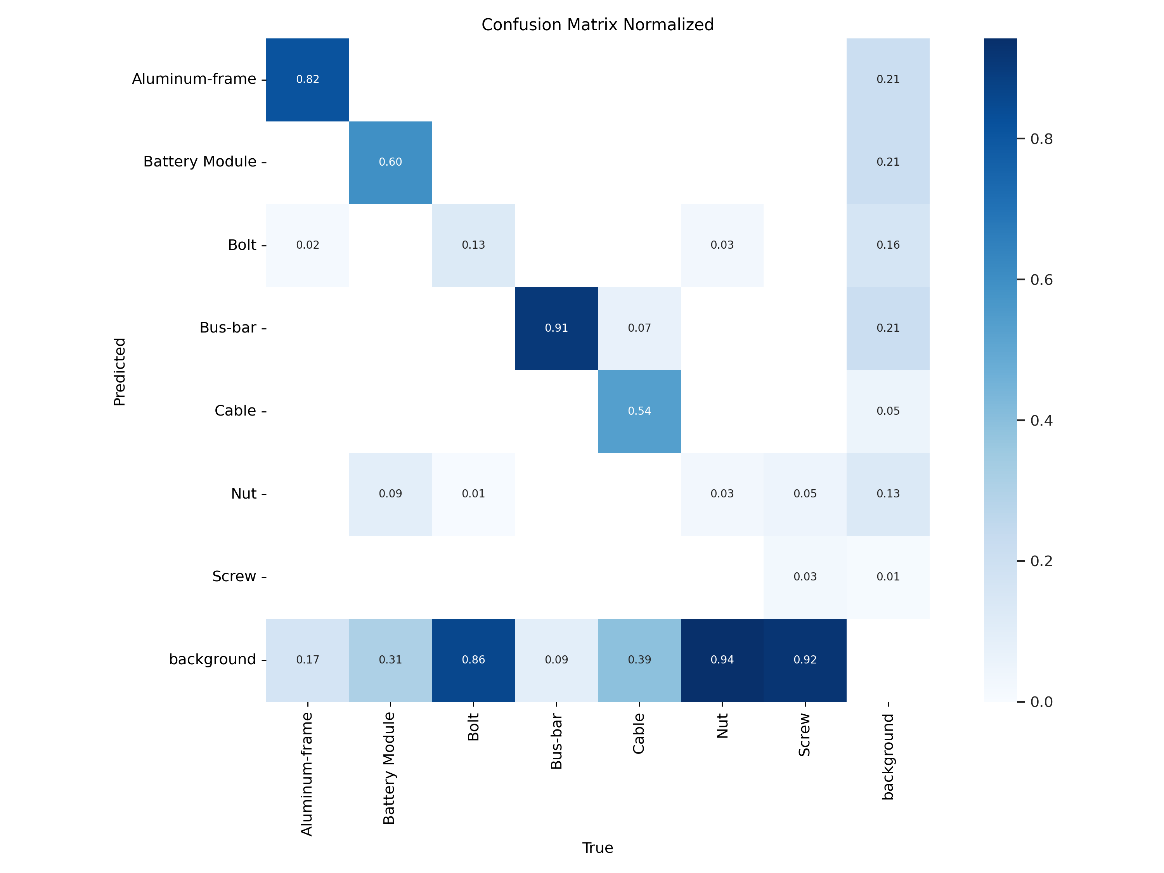 Confusion Matrix Normalized
Aluminum-frame 0.82 0.21
Battery Module 0.60 0.21
Bolt 0.02 0.13 0.03 0.16
Bus-bar 0.91 0.07 0.21
Cable 0.54 0.05
Nut 0.09 0.01 0.03 0.05 0.13
Screw 0.03 0.01
background 0.17 0.31 0.86 0.09 0.39 0.94 0.92
Predicted
Aluminum-frame
Battery Module
Bolt
Bus-bar
Cable
Nut
Screw
background
True
0.8
0.6
0.4
0.2
0.0